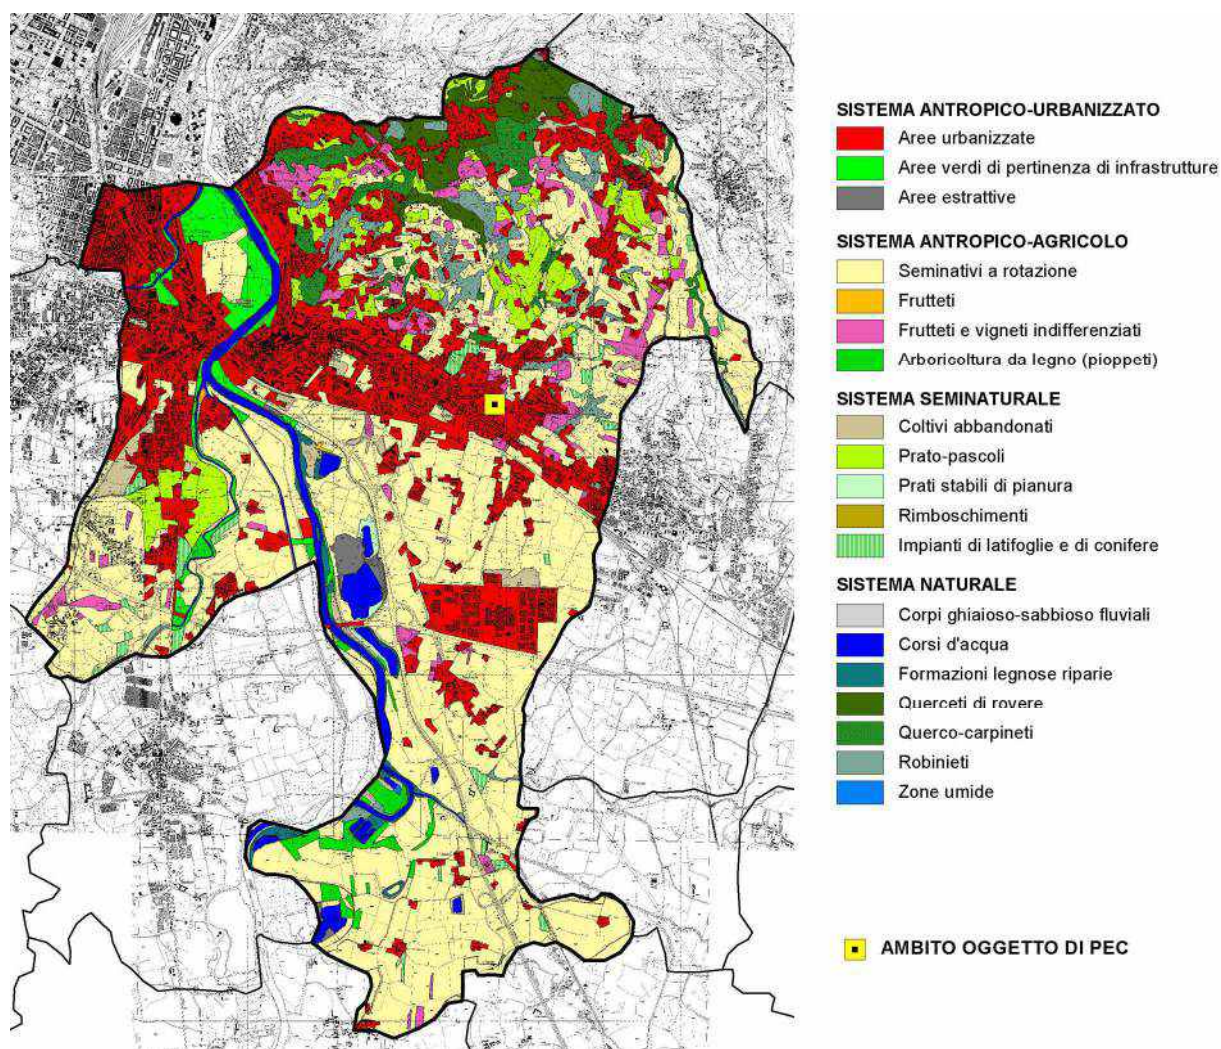 SISTEMA ANTROPICO-URBANIZZATO
Aree urbanizzate
Aree verdi di pertinenza di infrastrutture
Aree estrattive
SISTEMA ANTROPICO-AGRICOLO
Seminativi a rotazione
Frutteti
Frutteti e vigneti indifferenziati
Arboricoltura da legno (pioppeti)
SISTEMA SEMINATURALE
Coltivi abbandonati
Prato-pascoli
Prati stabili di pianura
Rimboschimenti
Impianti di latifoglie e di conifere
SISTEMA NATURALE
Corpi ghiaioso-sabbioso fluviali
Corsi d'acqua
Formazioni legnose riparie
Querceti di rovere
Querco-carpineti
Robinieti
Zone umide
AMBITO OGGETTO DI PEC